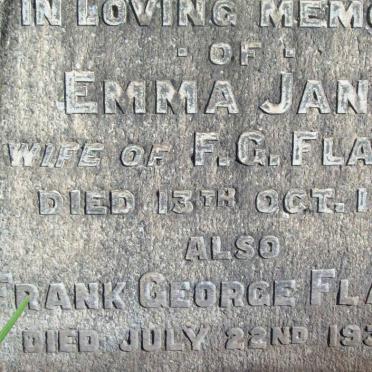 IN LOVING MEMO
OF
EMMA JAN
WIFE OF F.G. FLA
DIED 13TH OCT. 1
ALSO
FRANK GEORGE FLA
DIED JULY 22ND 193